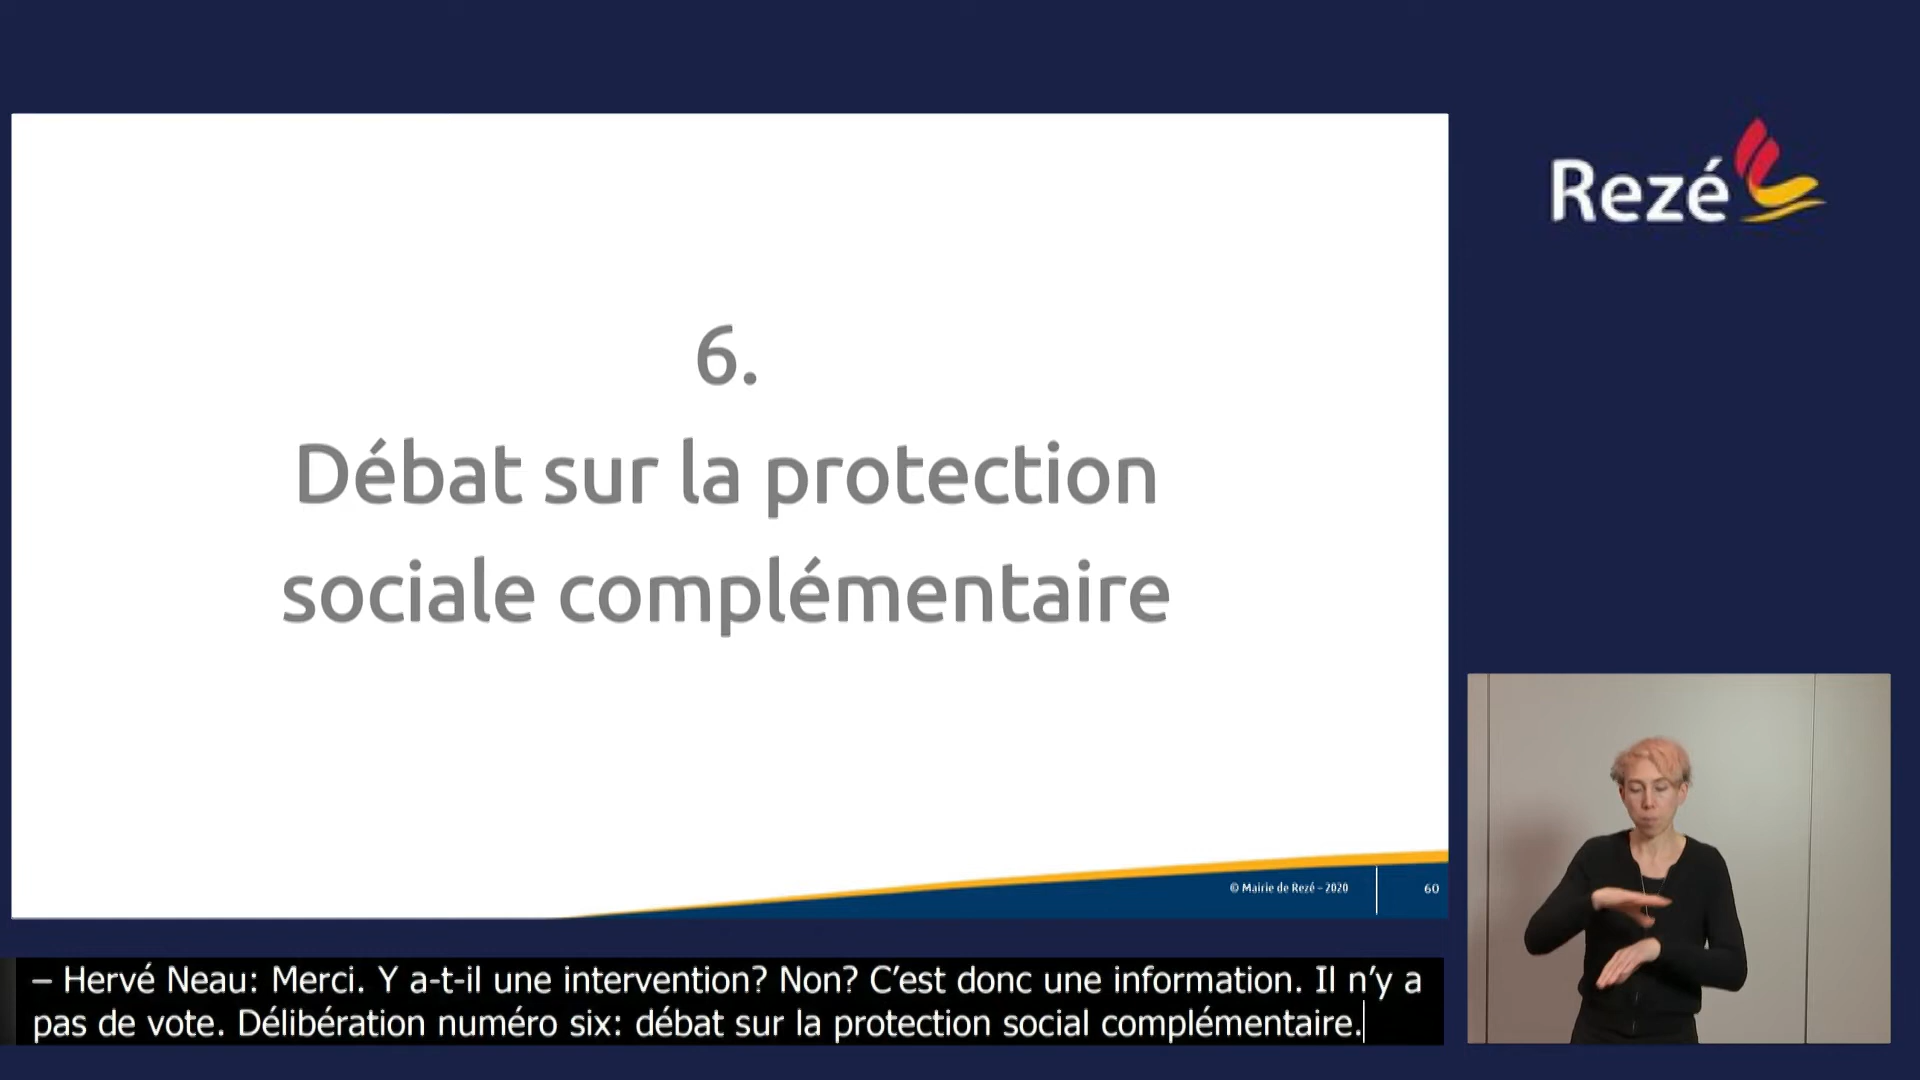 Rezé
6.
Débat sur la protection
sociale complémentaire
© Mairie de Rezé – 2020
60
– Hervé Neau: Merci. Y a-t-il une intervention? Non? C’est donc une information. Il n’y a
pas de vote. Délibération numéro six: débat sur la protection social complémentaire.